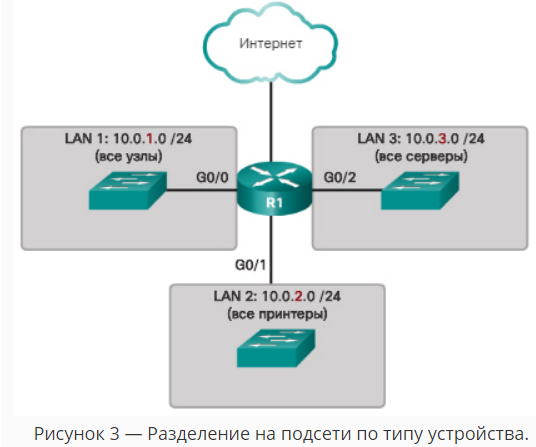 Интернет
LAN 1: 10.0.1.0 /24
(все узлы)
LAN 3: 10.0.3.0 /24
(все серверы)
G0/0
G0/2
R1
G0/1
LAN 2: 10.0.2.0 /24
(все принтеры)
Рисунок 3 — Разделение на подсети по типу устройства.